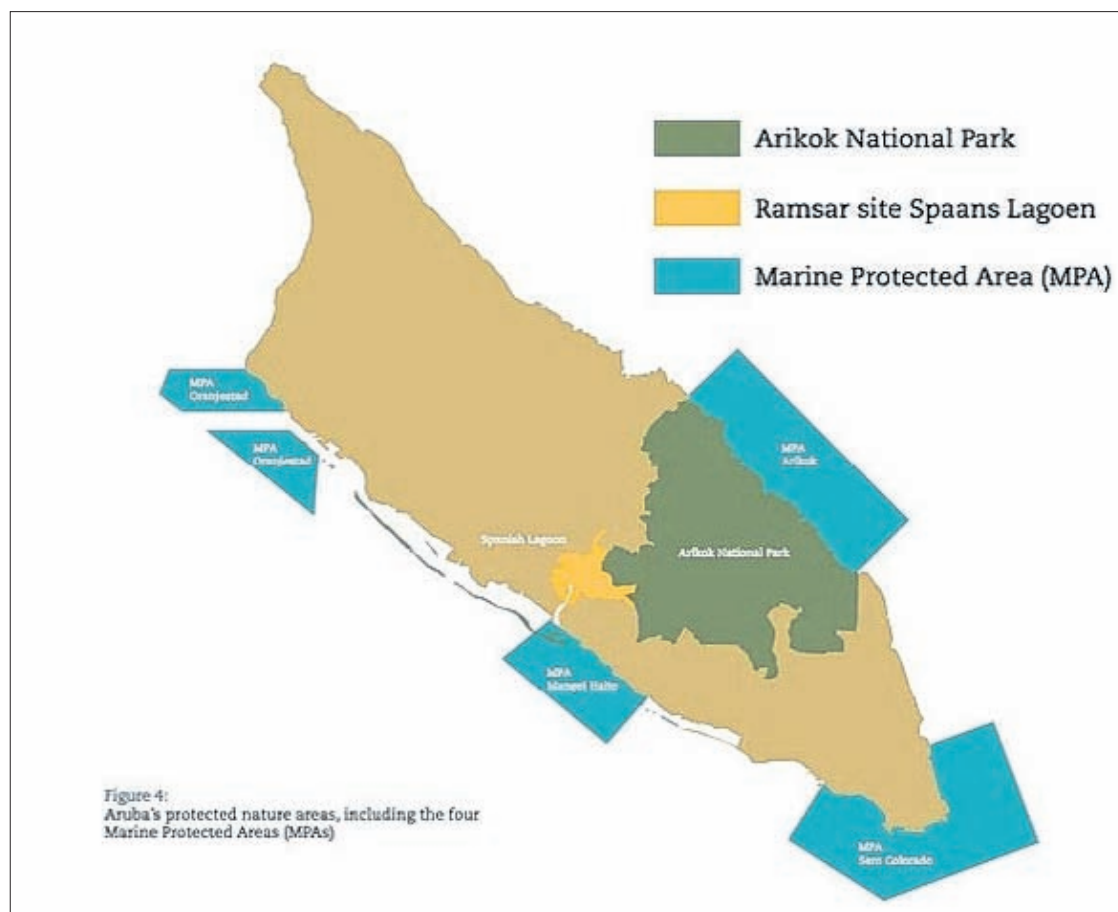 Arikok National Park
Ramsar site Spaans Lagoen
Marine Protected Area (MPA)
MPA
Oranjestad
MPA
Oranjestad
MPA
Arikok
Spanish Lagoon
Arikok National Park
MPA
Mangel Halto
MPA
Sero Colorado
Figure 4:
Aruba's protected nature areas, including the four
Marine Protected Areas (MPAs)